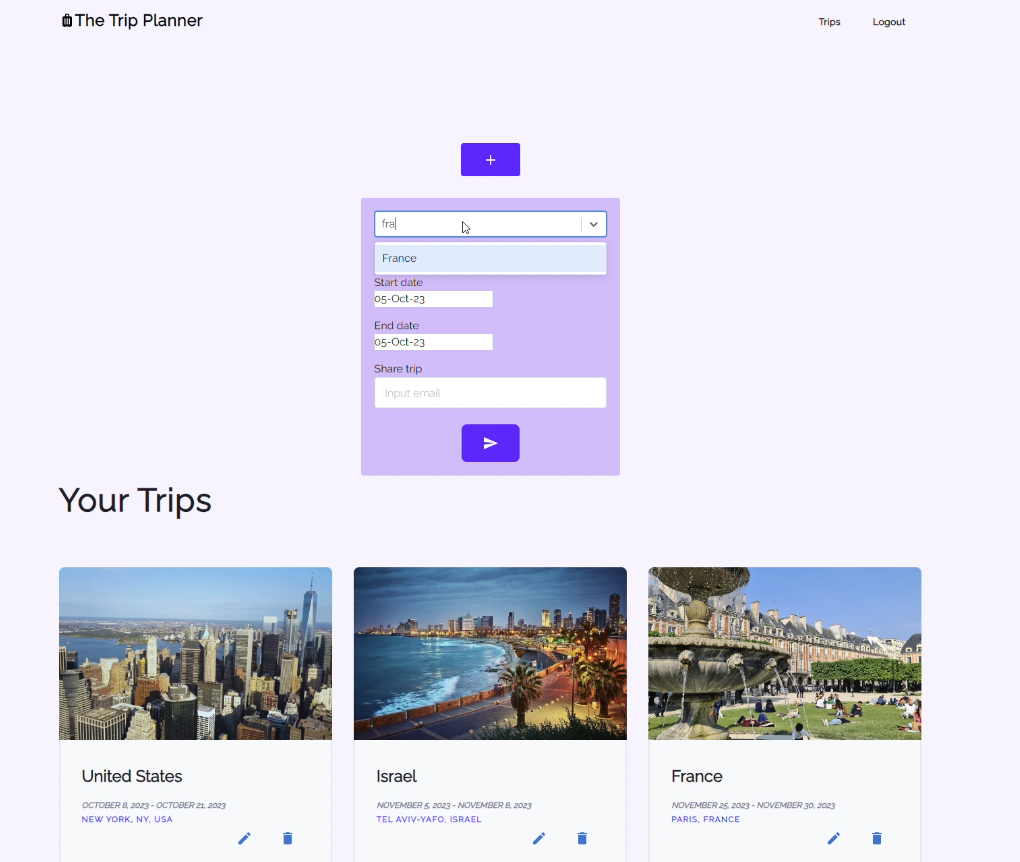 The Trip Planner
Trips
Logout
+
fra
France
Start date
05-Oct-23
End date
05-Oct-23
Share trip
Input email
Your Trips
United States
OCTOBER 8, 2023 - OCTOBER 21, 2023
NEW YORK, NY, USA
Israel
NOVEMBER 5, 2023 - NOVEMBER 8, 2023
TEL AVIV-YAFO, ISRAEL
France
NOVEMBER 25, 2023 - NOVEMBER 30, 2023
PARIS, FRANCE